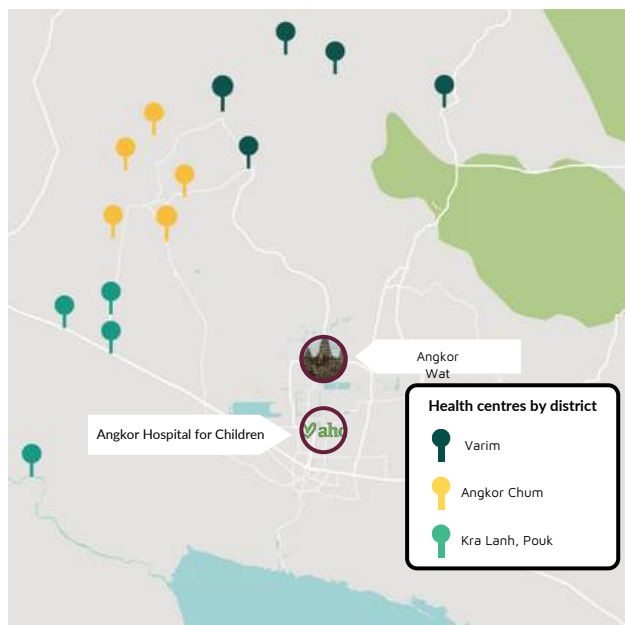 Angkor
Wat
Angkor Hospital for Children
ahc
Health centres by district
Varim
Angkor Chum
Kra Lanh, Pouk